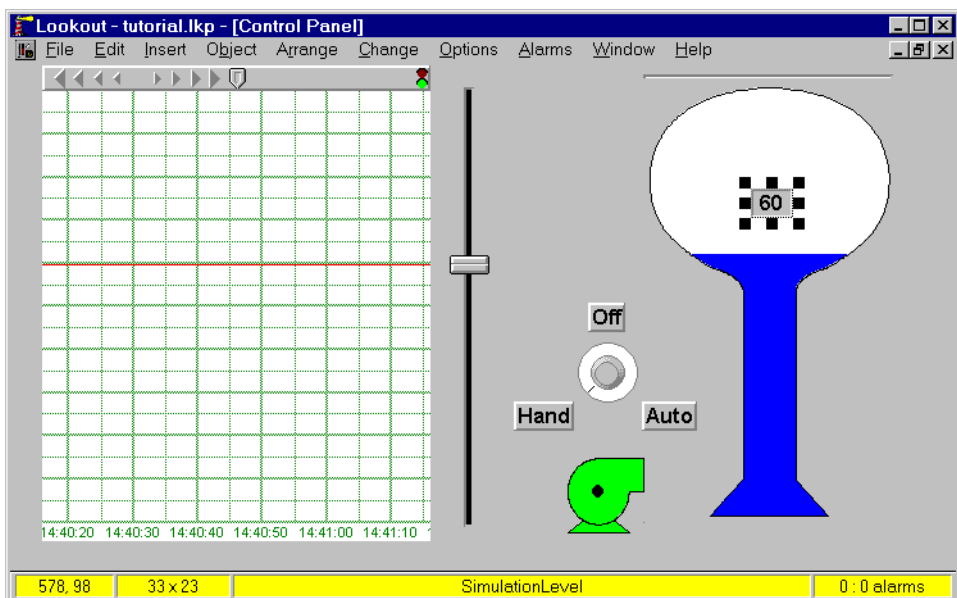 Lookout - tutorial.lkp - [Control Panel]
File Edit Insert Object Arrange Change Options Alarms Window Help
60
Off
Hand Auto
14:40:20 14:40:30 14:40:40 14:40:50 14:41:00 14:41:10
578, 98 33 x 23 SimulationLevel 0 : 0 alarms